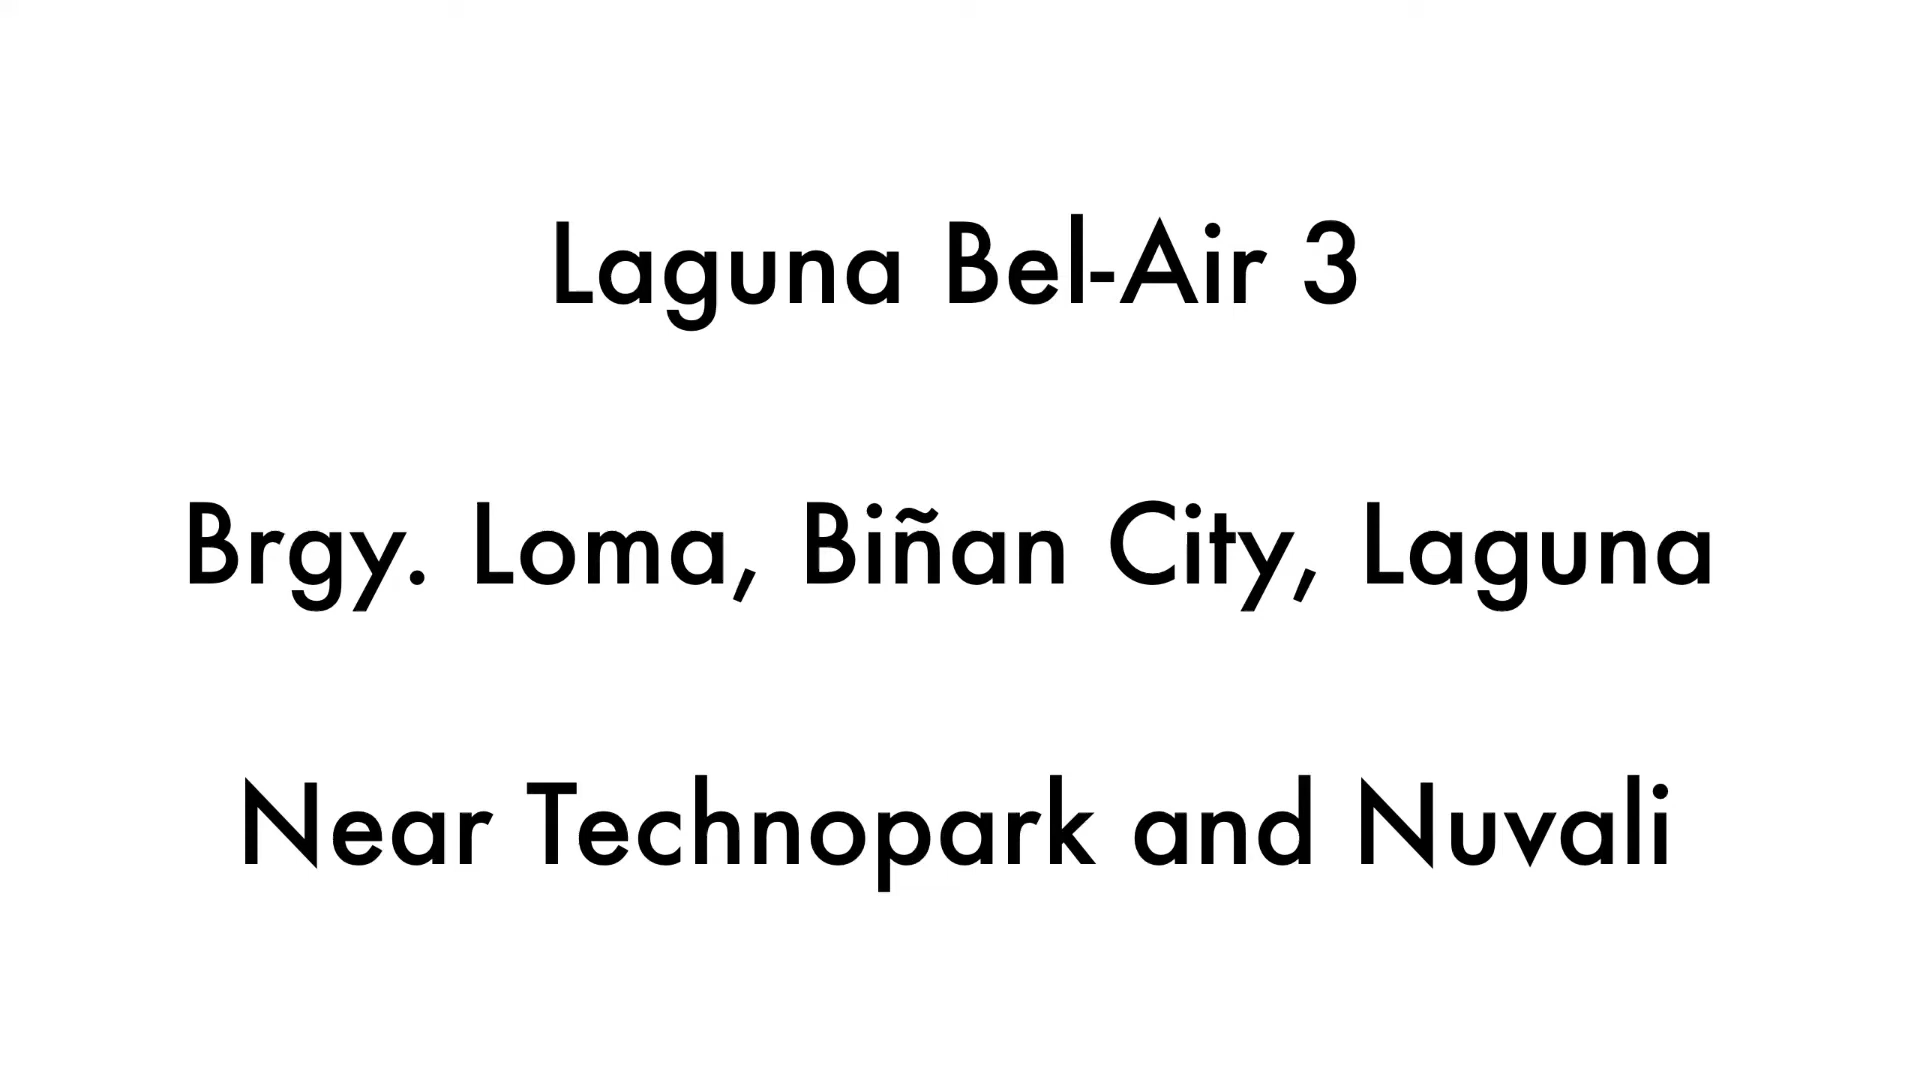 Laguna Bel-Air 3
Brgy. Loma, Biñan City, Laguna
Near Technopark and Nuvali